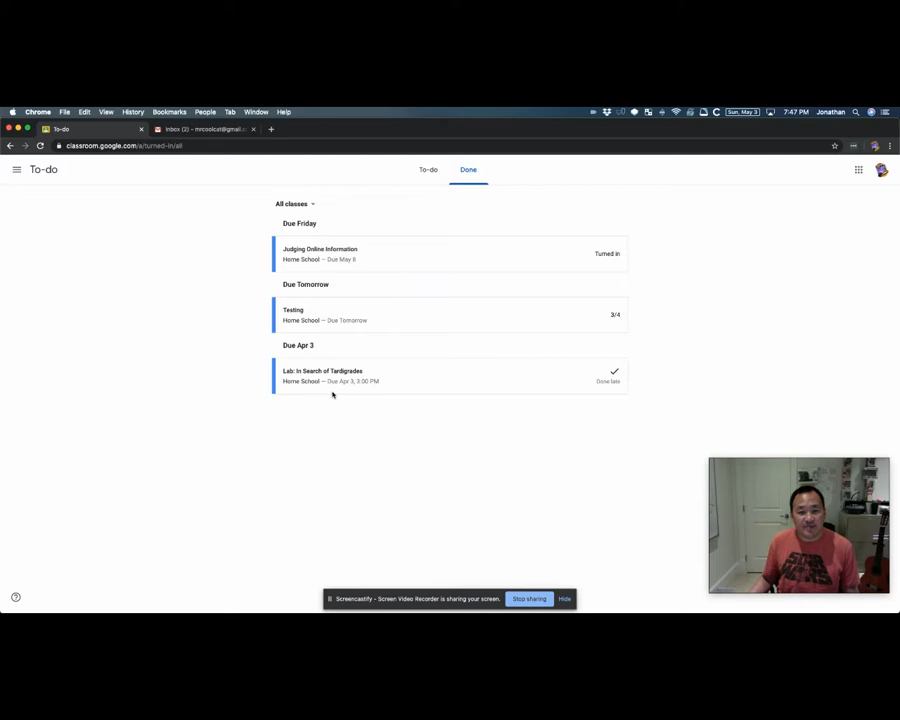 Chrome File Edit View History Bookmarks People Tab Window Help Sun, May 3 7:47 PM Jonathan
To-do Inbox (2) - mrcoolcat@gmail.c
classroom.google.com/a/turned-in/all
To-do To-do Done
All classes
Due Friday
Judging Online Information
Home School — Due May 8
Turned in
Due Tomorrow
Testing
Home School — Due Tomorrow
3/4
Due Apr 3
Lab: In Search of Tardigrades
Home School — Due Apr 3, 3:00 PM
Done late
STAR WARS
Screencastify - Screen Video Recorder is sharing your screen. Stop sharing Hide